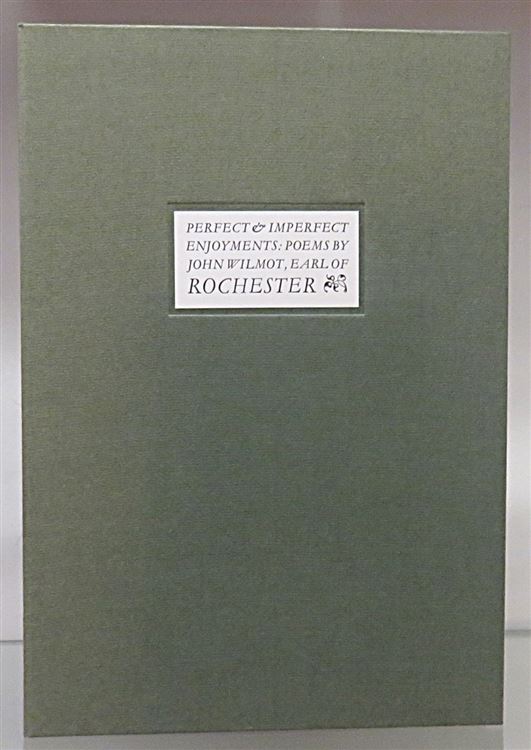 PERFECT & IMPERFECT
ENJOYMENTS: POEMS BY
JOHN WILMOT, EARL OF
ROCHESTER